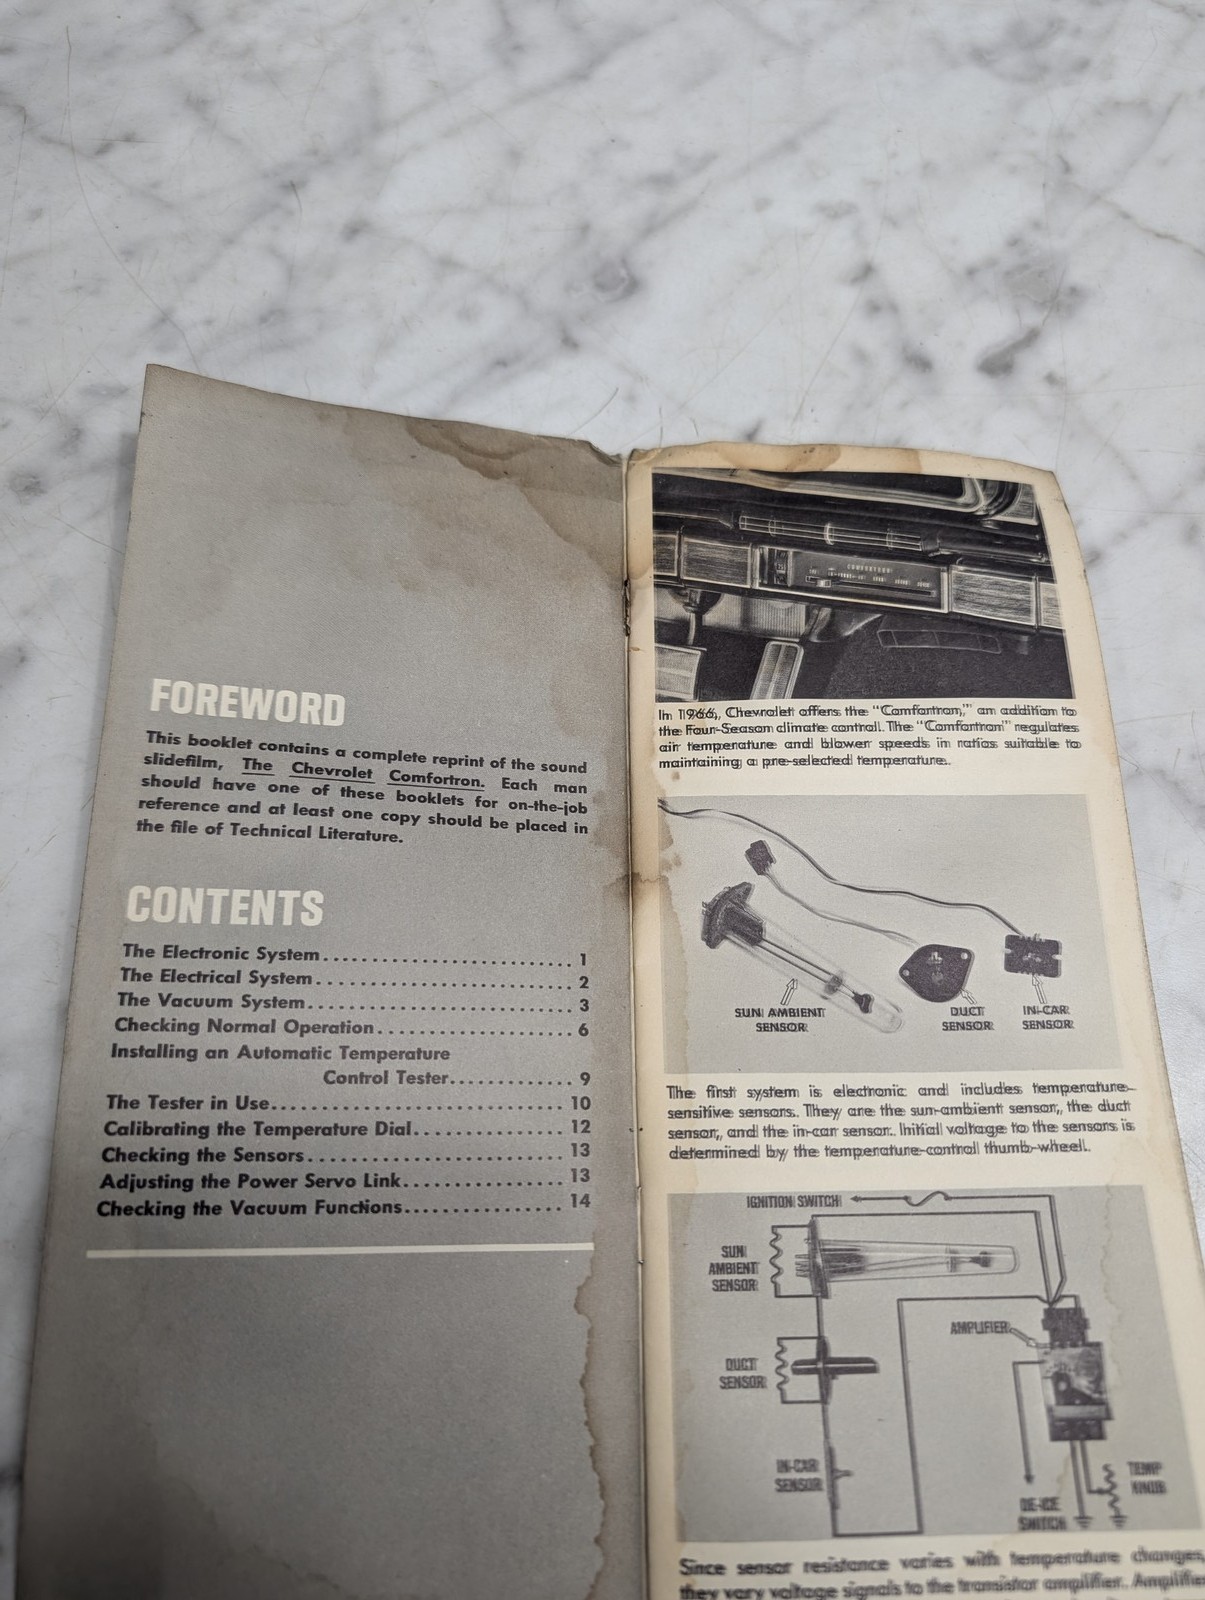 FOREWORD
This booklet contains a complete reprint of the sound
slidefilm, The Chevrolet Comfortron. Each man
should have one of these booklets for on-the-job
reference and at least one copy should be placed in
the file of Technical Literature.
CONTENTS
The Electronic System........................... 1
The Electrical System........................... 2
The Vacuum System........................... 3
Checking Normal Operation.................... 6
Installing an Automatic Temperature
Control Tester............ 9
The Tester in Use............................... 10
Calibrating the Temperature Dial................ 12
Checking the Sensors........................... 13
Adjusting the Power Servo Link................. 13
Checking the Vacuum Functions................ 14
COMFORTRON
In 1966, Chevrolet offers the "Comfortron," an addition to
the Four-Season climate control. The "Comfortron" regulates
air temperature and blower speeds in ratios suitable to
maintaining a pre-selected temperature.
SUN AMBIENT
SENSOR
DUCT
SENSOR
IN-CAR
SENSOR
The first system is electronic and includes temperature-
sensitive sensors. They are the sun-ambient sensor, the duct
sensor, and the in-car sensor. Initial voltage to the sensors is
determined by the temperature-control thumb-wheel.
IGNITION SWITCH
SUN
AMBIENT
SENSOR
AMPLIFIER
DUCT
SENSOR
IN-CAR
SENSOR
DE-ICE
SWITCH
TEMP
KNOB
Since sensor resistance varies with temperature changes,
they vary voltage signals to the transistor amplifier. Amplifier